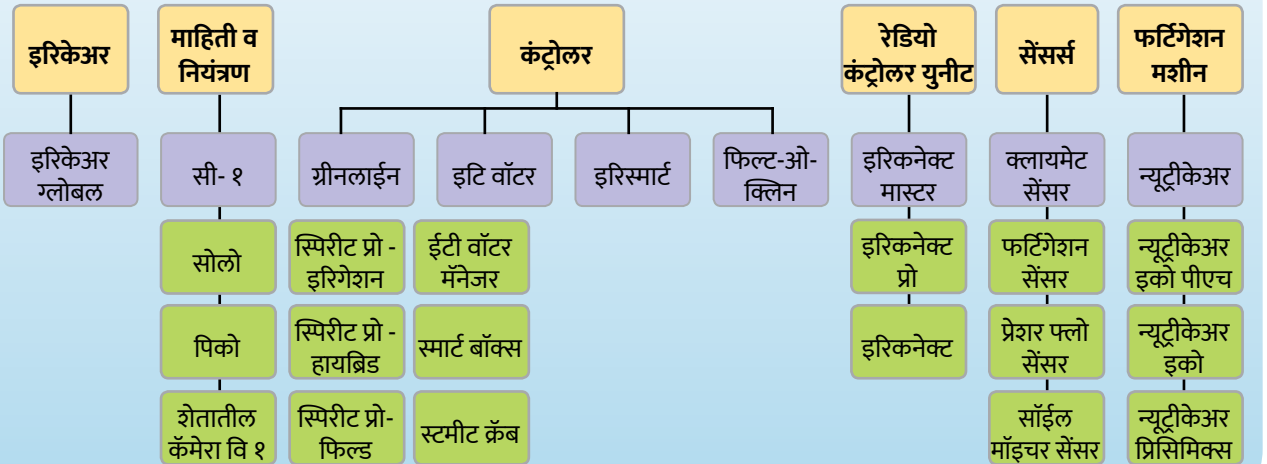 इरिकेअर
माहिती व
नियंत्रण
कंट्रोलर
रेडियो
कंट्रोलर युनीट
सेंसर्स
फर्टिगेशन
मशीन
इरिकेअर
ग्लोबल
सी- १
ग्रीनलाईन
इटि वॉटर
इरिस्मार्ट
फिल्ट-ओ-
क्लिन
इरिकनेक्ट
मास्टर
क्लायमेट
सेंसर
न्यूट्रीकेअर
सोलो
स्पिरीट प्रो -
इरिगेशन
ईटी वॉटर
मॅनेजर
इरिकनेक्ट
प्रो
फर्टिगेशन
सेंसर
न्यूट्रीकेअर
इको पीएच
पिको
स्पिरीट प्रो -
हायब्रिड
स्मार्ट बॉक्स
इरिकनेक्ट
प्रेशर फ्लो
सेंसर
न्यूट्रीकेअर
इको
शेतातील
कॅमेरा वि १
स्पिरीट प्रो-
फिल्ड
स्टमीट क्रॅब
सॉईल
मॉइचर सेंसर
न्यूट्रीकेअर
प्रिसिमिक्स